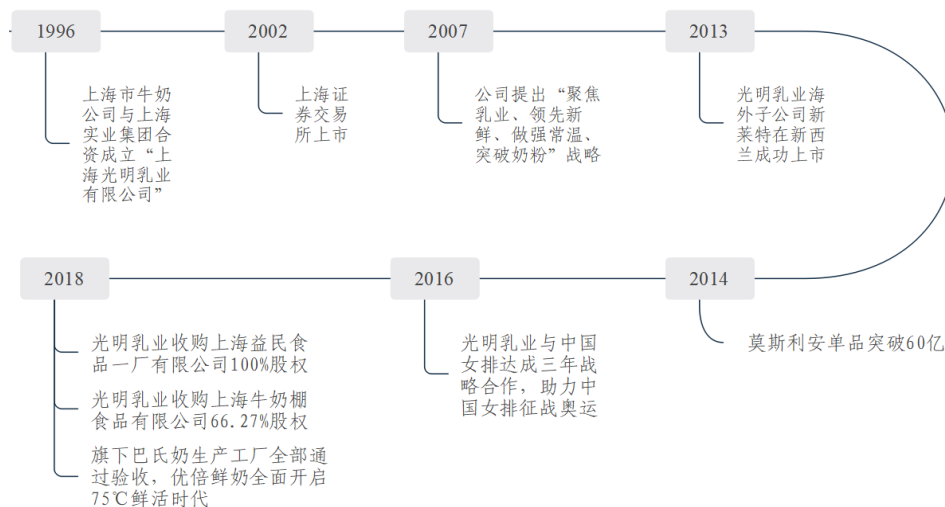 1996
上海市牛奶
公司与上海
实业集团合
资成立“上
海光明乳业
有限公司”
2002
上海证
券交易
所上市
2007
公司提出“聚焦
乳业、领先新
鲜、做强常温、
突破奶粉”战略
2013
光明乳业海
外子公司新
莱特在新西
兰成功上市
2014
莫斯利安单品突破60亿
2016
光明乳业与中国
女排达成三年战
略合作，助力中
国女排征战奥运
2018
光明乳业收购上海益民食
品一厂有限公司100%股权
光明乳业收购上海牛奶棚
食品有限公司66.27%股权
旗下巴氏奶生产工厂全部通
过验收，优倍鲜奶全面开启
75℃鲜活时代